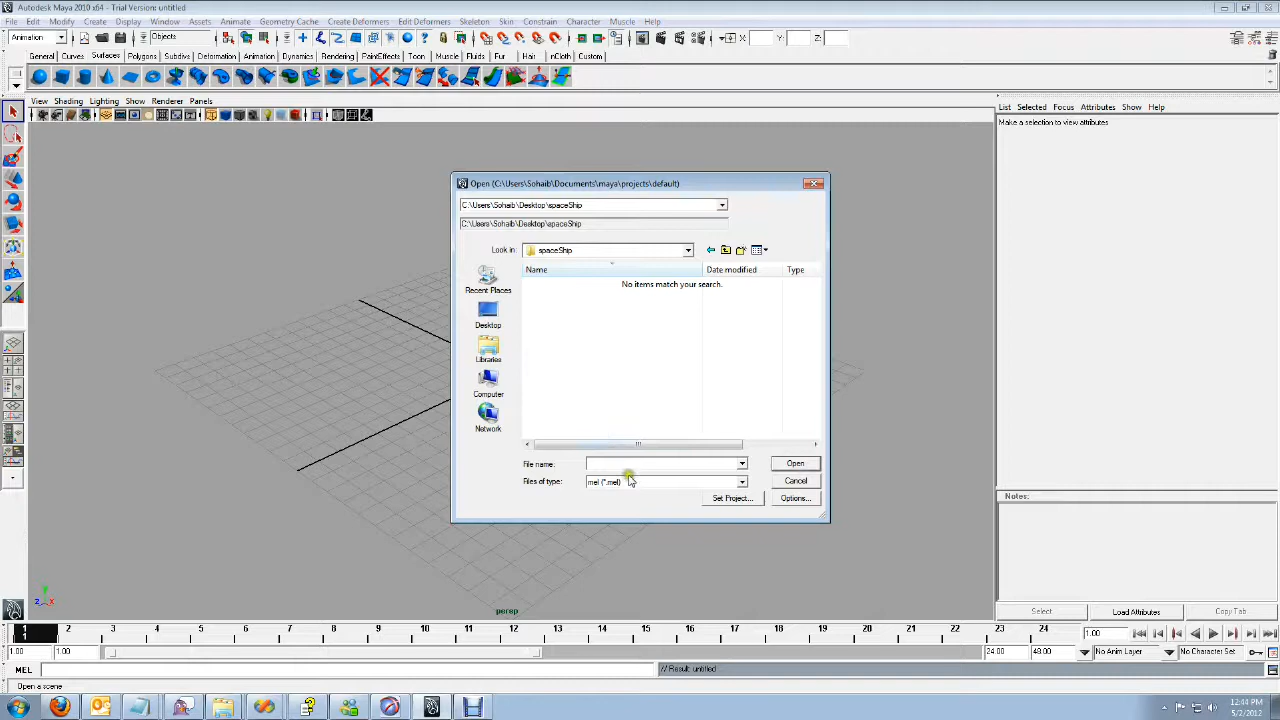 Autodesk Maya 2010 x64 - Trial Version: untitled
File Edit Modify Create Display Window Assets Animate Geometry Cache Create Deformers Edit Deformers Skeleton Skin Constrain Character Muscle Help
Animation Objects X: Y: Z:
General Curves Surfaces Polygons Subdivs Deformation Animation Dynamics Rendering PaintEffects Toon Muscle Fluids Fur Hair nCloth Custom
View Shading Lighting Show Renderer Panels
List Selected Focus Attributes Show Help
Make a selection to view attributes
Open (C:\Users\Sohaib\Documents\maya\projects\default)
C:\Users\Sohaib\Desktop\spaceShip
C:\Users\Sohaib\Desktop\spaceShip
Look in: spaceShip
Name Date modified Type
No items match your search.
Recent Places
Desktop
Libraries
Computer
Network
File name: Open
Files of type: mel (*.mel) Cancel
Set Project... Options...
Notes:
persp
Select Load Attributes Copy Tab
1 2 3 4 5 6 7 8 9 10 11 12 13 14 15 16 17 18 19 20 21 22 23 24 1.00
1
1.00 1.00 24.00 48.00 No Anim Layer No Character Set
MEL // Result: untitled
Open a scene
12:44 PM
5/2/2012